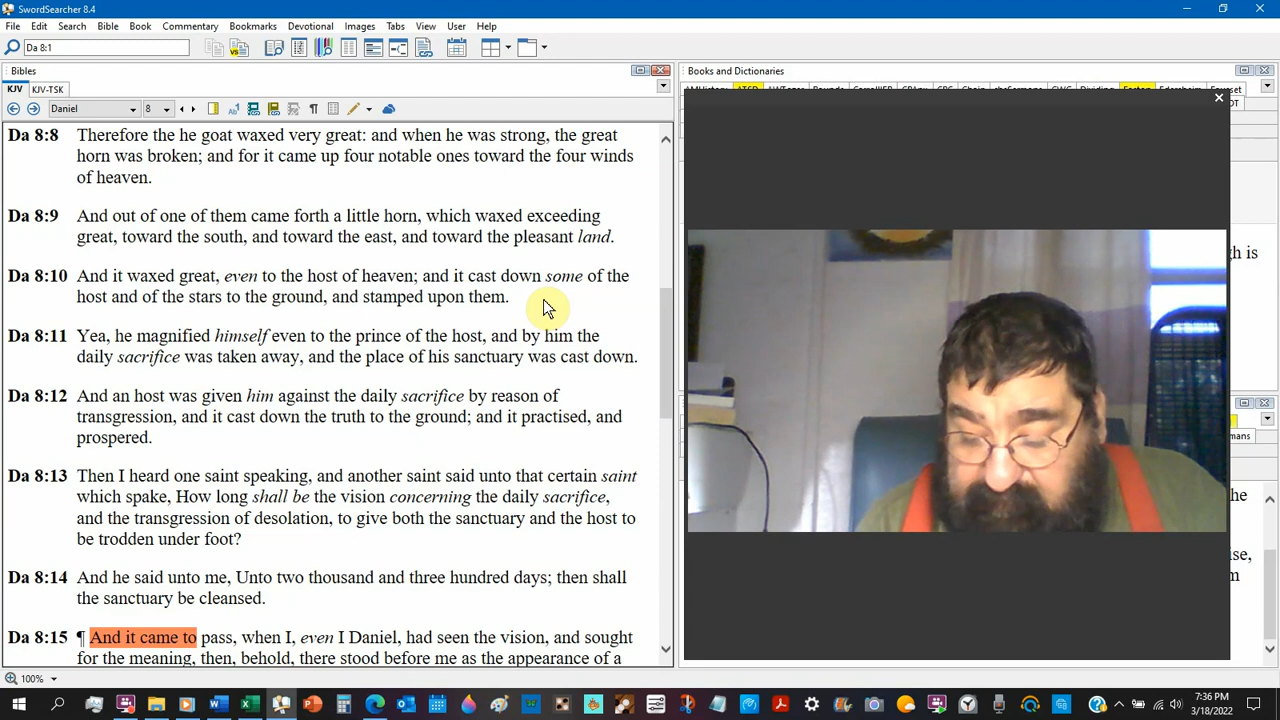 SwordSearcher 8.4
File Edit Search Bible Book Commentary Bookmarks Devotional Images Tabs View User Help
Da 8:1
Bibles
KJV KJV-TSK
Daniel 8
Da 8:8 Therefore the he goat waxed very great: and when he was strong, the great
horn was broken; and for it came up four notable ones toward the four winds
of heaven.
Da 8:9 And out of one of them came forth a little horn, which waxed exceeding
great, toward the south, and toward the east, and toward the pleasant land.
Da 8:10 And it waxed great, even to the host of heaven; and it cast down some of the
host and of the stars to the ground, and stamped upon them.
Da 8:11 Yea, he magnified himself even to the prince of the host, and by him the
daily sacrifice was taken away, and the place of his sanctuary was cast down.
Da 8:12 And an host was given him against the daily sacrifice by reason of
transgression, and it cast down the truth to the ground; and it practised, and
prospered.
Da 8:13 Then I heard one saint speaking, and another saint said unto that certain saint
which spake, How long shall be the vision concerning the daily sacrifice,
and the transgression of desolation, to give both the sanctuary and the host to
be trodden under foot?
Da 8:14 And he said unto me, Unto two thousand and three hundred days; then shall
the sanctuary be cleansed.
Da 8:15 ¶ And it came to pass, when I, even I Daniel, had seen the vision, and sought
for the meaning, then, behold, there stood before me as the appearance of a
100%
Books and Dictionaries
7:36 PM
3/18/2022